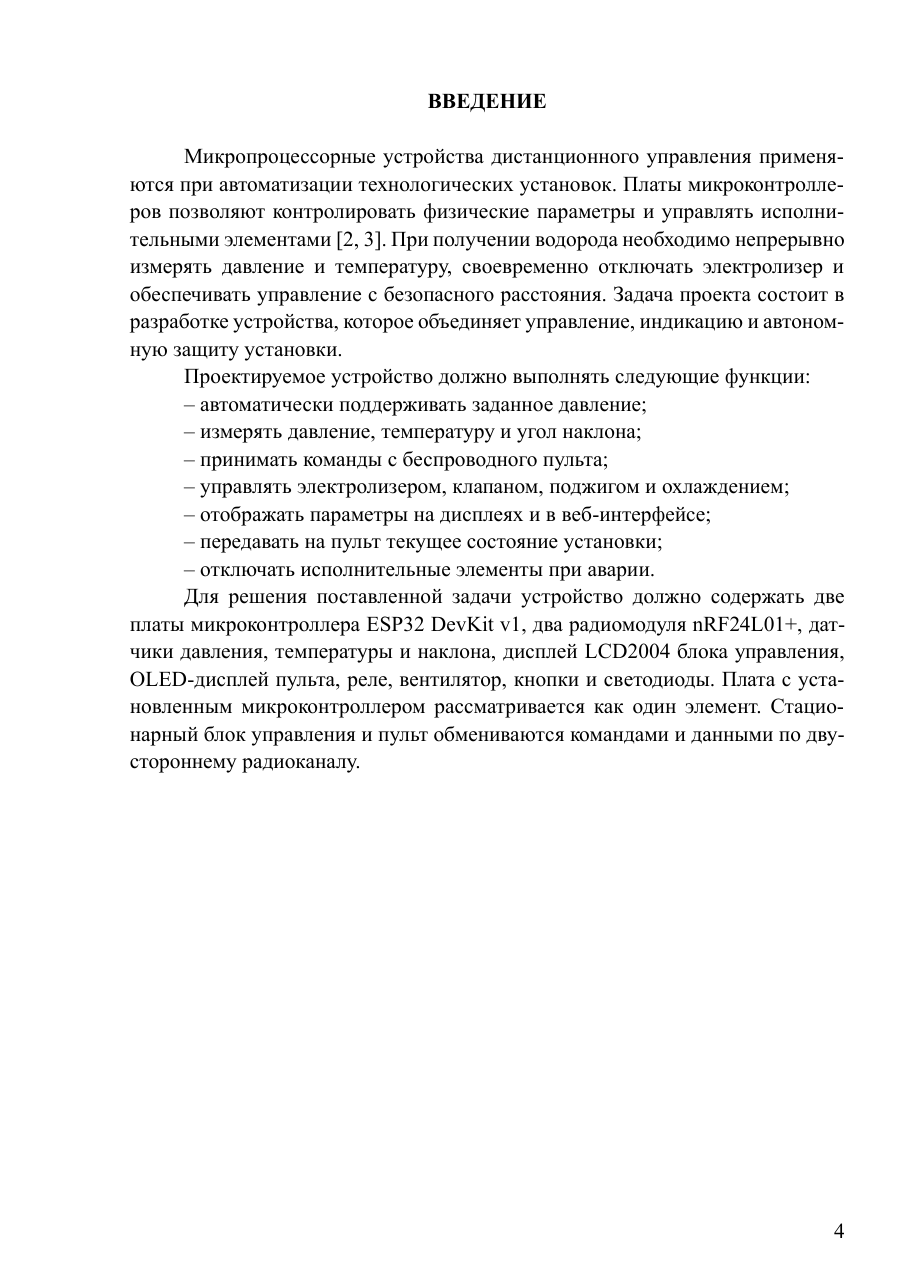 ВВЕДЕНИЕ
Микропроцессорные устройства дистанционного управления применя-
ются при автоматизации технологических установок. Платы микроконтролле-
ров позволяют контролировать физические параметры и управлять исполни-
тельными элементами [2, 3]. При получении водорода необходимо непрерывно
измерять давление и температуру, своевременно отключать электролизер и
обеспечивать управление с безопасного расстояния. Задача проекта состоит в
разработке устройства, которое объединяет управление, индикацию и автоном-
ную защиту установки.
Проектируемое устройство должно выполнять следующие функции:
– автоматически поддерживать заданное давление;
– измерять давление, температуру и угол наклона;
– принимать команды с беспроводного пульта;
– управлять электролизером, клапаном, поджигом и охлаждением;
– отображать параметры на дисплеях и в веб-интерфейсе;
– передавать на пульт текущее состояние установки;
– отключать исполнительные элементы при аварии.
Для решения поставленной задачи устройство должно содержать две
платы микроконтроллера ESP32 DevKit v1, два радиомодуля nRF24L01+, дат-
чики давления, температуры и наклона, дисплей LCD2004 блока управления,
OLED-дисплей пульта, реле, вентилятор, кнопки и светодиоды. Плата с уста-
новленным микроконтроллером рассматривается как один элемент. Стацио-
нарный блок управления и пульт обмениваются командами и данными по дву-
стороннему радиоканалу.
4